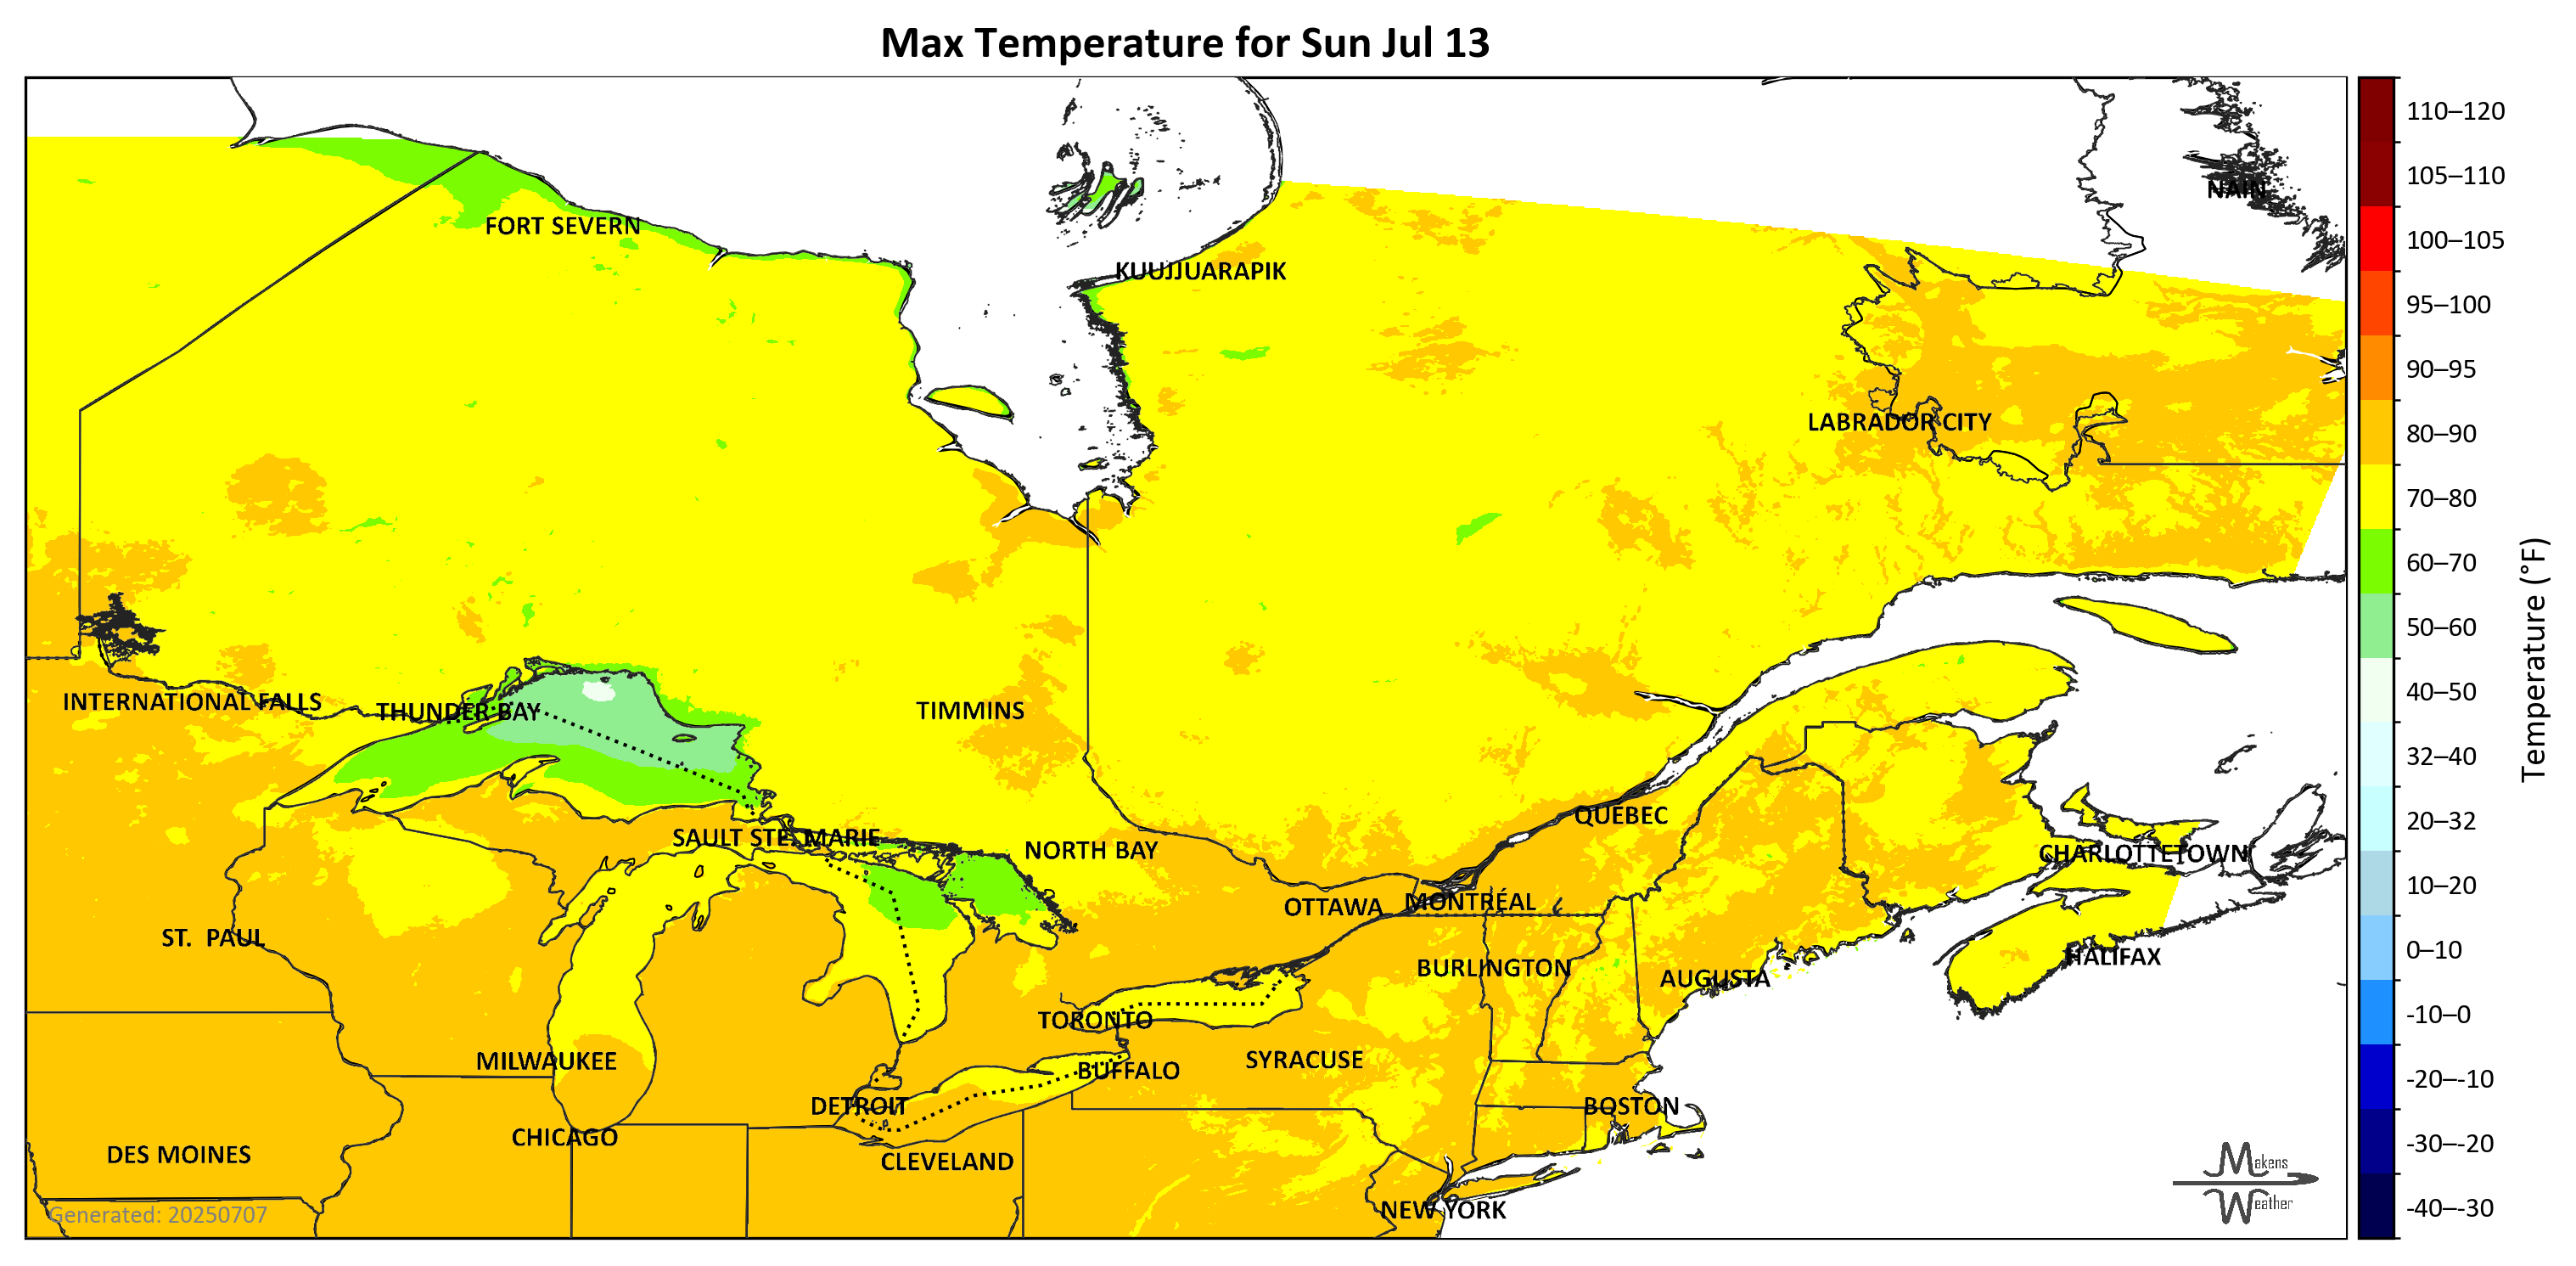 Max Temperature for Sun Jul 13
110–120
105–110
NAIN
FORT SEVERN
100–105
KUUJJUARAPIK
95–100
90–95
LABRADOR CITY
80–90
70–80
60–70
50–60
40–50
Temperature (°F)
INTERNATIONAL FALLS
THUNDER BAY
TIMMINS
32–40
QUEBEC
20–32
SAULT STE. MARIE
NORTH BAY
CHARLOTTETOWN
10–20
OTTAWA
MONTRÉAL
ST. PAUL
0–10
HALIFAX
BURLINGTON
AUGUSTA
-10–0
TORONTO
MILWAUKEE
SYRACUSE
BUFFALO
-20–-10
DETROIT
BOSTON
CHICAGO
-30–-20
DES MOINES
CLEVELAND
Makens
Weather
-40–-30
Generated: 20250707
NEW YORK